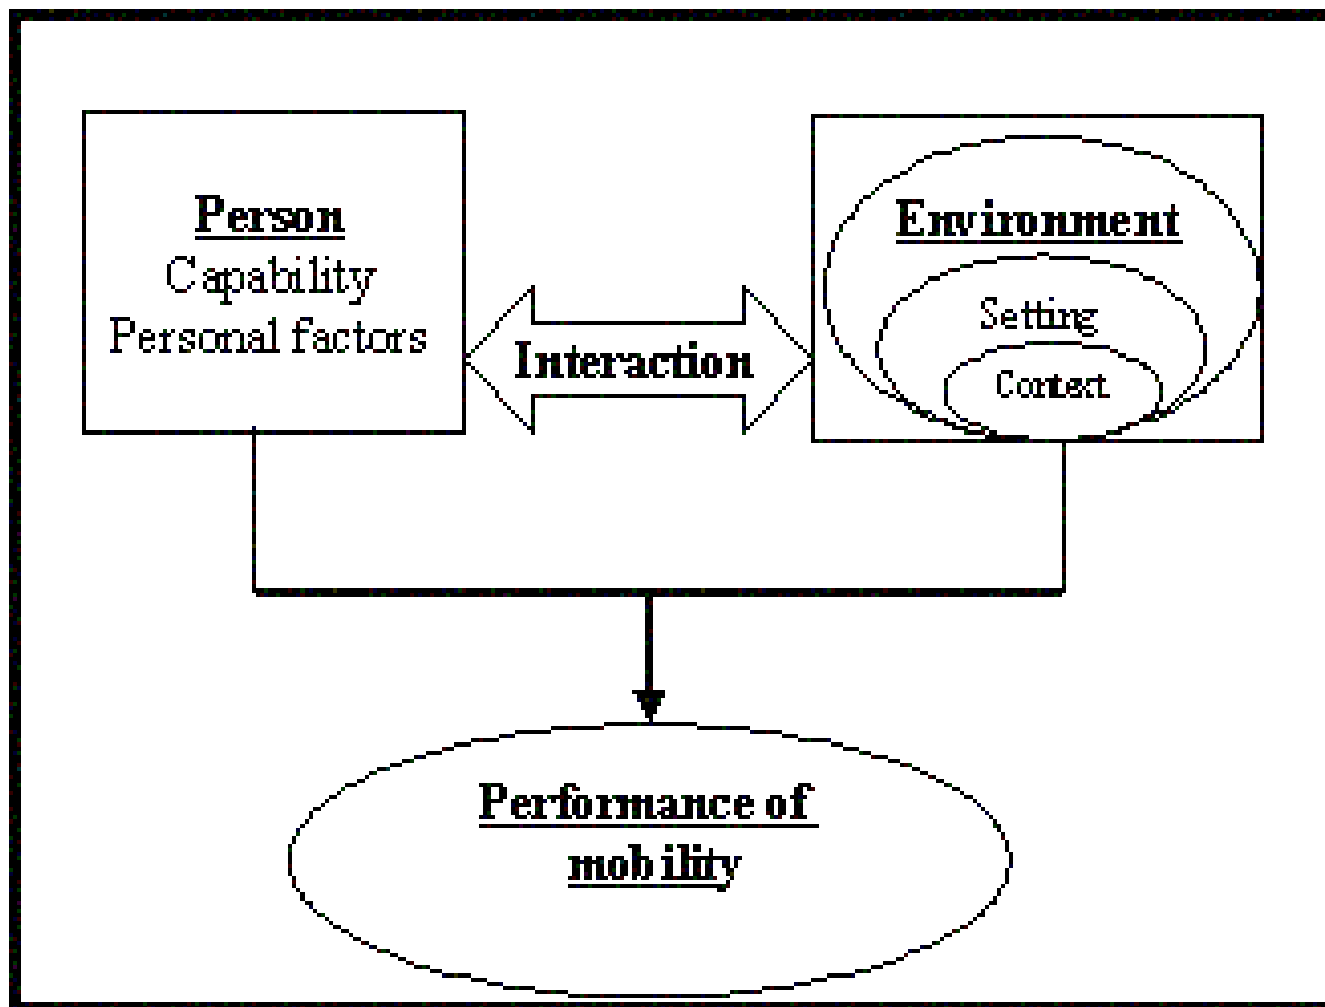 Person
Capability
Personal factors
Interaction
Environment
Setting
Context
Performance of
mobility